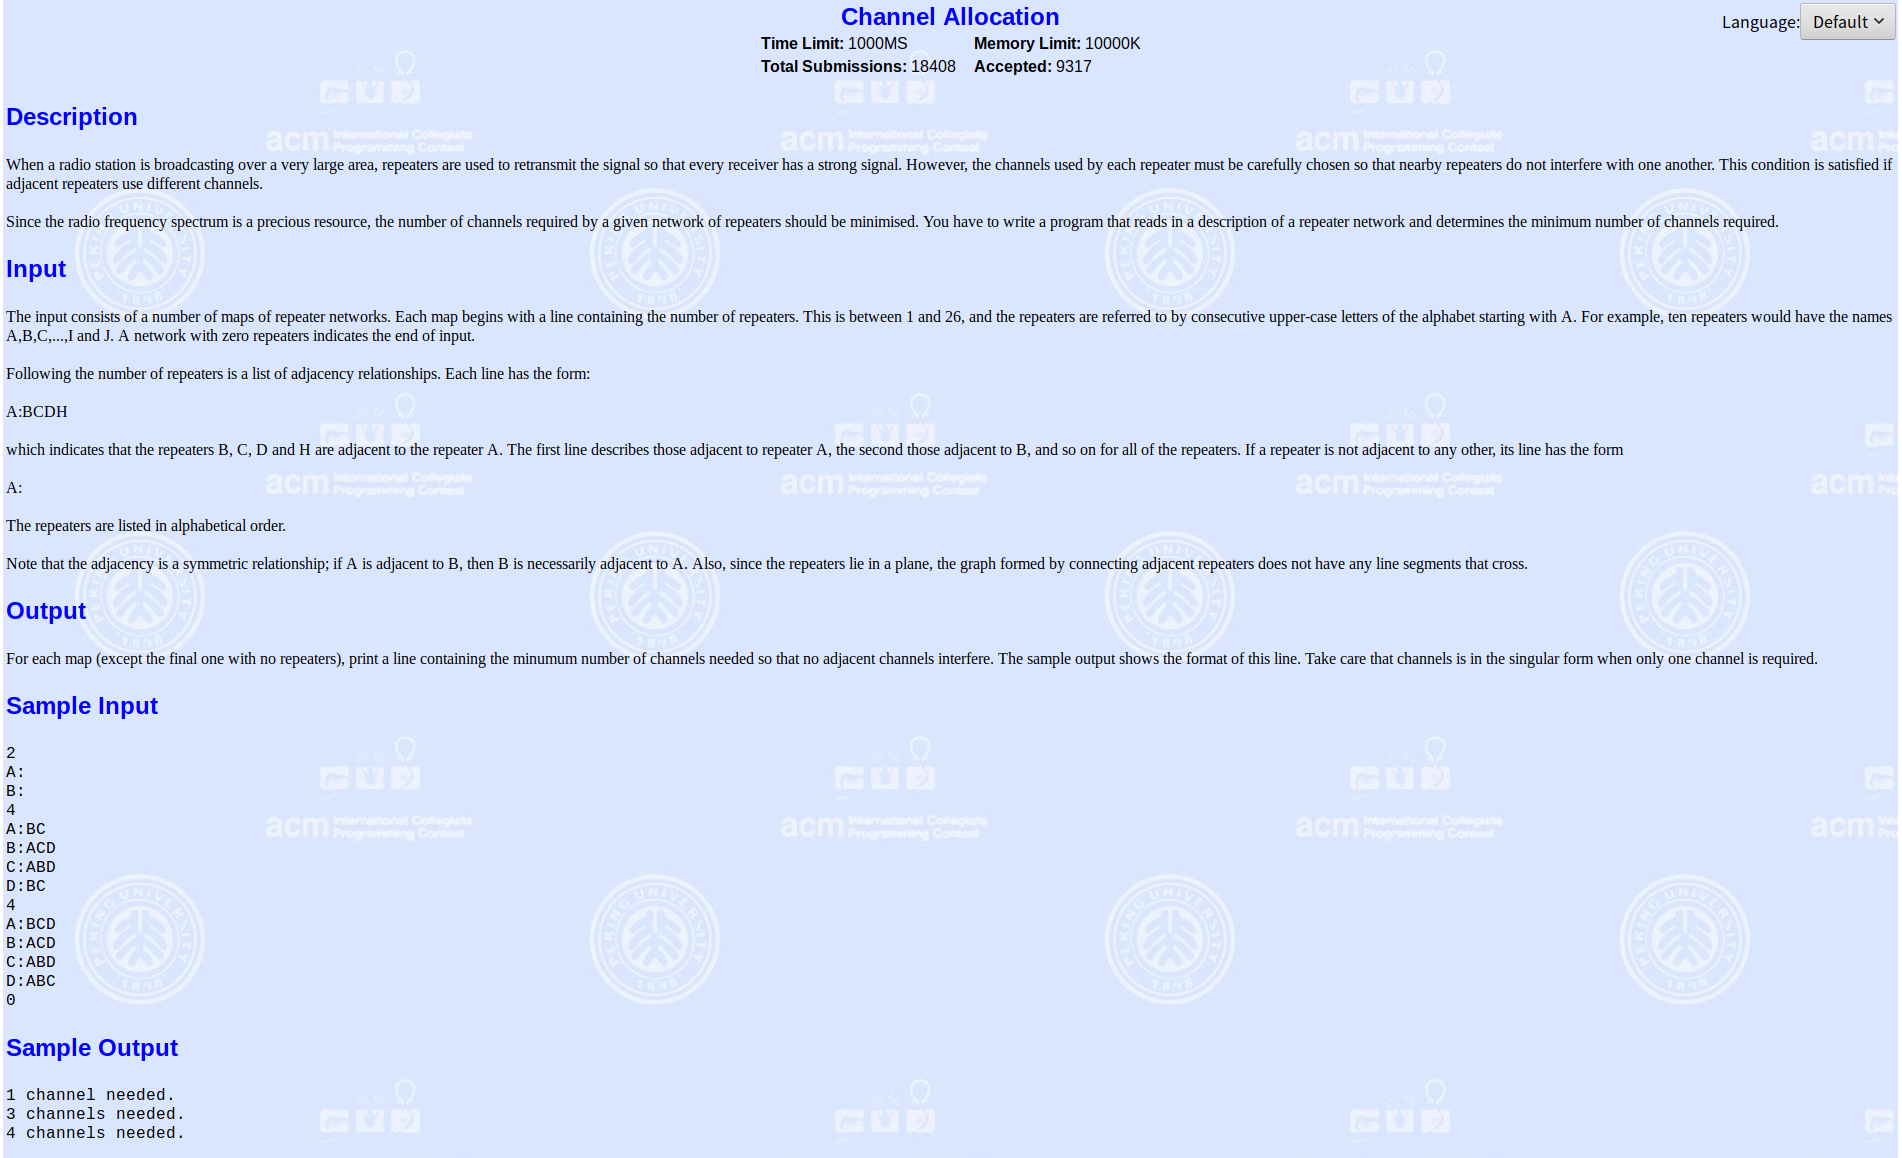 Channel Allocation
Language: Default
Time Limit: 1000MS Memory Limit: 10000K
Total Submissions: 18408 Accepted: 9317
Description
When a radio station is broadcasting over a very large area, repeaters are used to retransmit the signal so that every receiver has a strong signal. However, the channels used by each repeater must be carefully chosen so that nearby repeaters do not interfere with one another. This condition is satisfied if
adjacent repeaters use different channels.
Since the radio frequency spectrum is a precious resource, the number of channels required by a given network of repeaters should be minimised. You have to write a program that reads in a description of a repeater network and determines the minimum number of channels required.
Input
The input consists of a number of maps of repeater networks. Each map begins with a line containing the number of repeaters. This is between 1 and 26, and the repeaters are referred to by consecutive upper-case letters of the alphabet starting with A. For example, ten repeaters would have the names
A,B,C,...,I and J. A network with zero repeaters indicates the end of input.
Following the number of repeaters is a list of adjacency relationships. Each line has the form:
A:BCDH
which indicates that the repeaters B, C, D and H are adjacent to the repeater A. The first line describes those adjacent to repeater A, the second those adjacent to B, and so on for all of the repeaters. If a repeater is not adjacent to any other, its line has the form
A:
The repeaters are listed in alphabetical order.
Note that the adjacency is a symmetric relationship; if A is adjacent to B, then B is necessarily adjacent to A. Also, since the repeaters lie in a plane, the graph formed by connecting adjacent repeaters does not have any line segments that cross.
Output
For each map (except the final one with no repeaters), print a line containing the minumum number of channels needed so that no adjacent channels interfere. The sample output shows the format of this line. Take care that channels is in the singular form when only one channel is required.
Sample Input
2
A:
B:
4
A:BC
B:ACD
C:ABD
D:BC
4
A:BCD
B:ACD
C:ABD
D:ABC
0
Sample Output
1 channel needed.
3 channels needed.
4 channels needed.